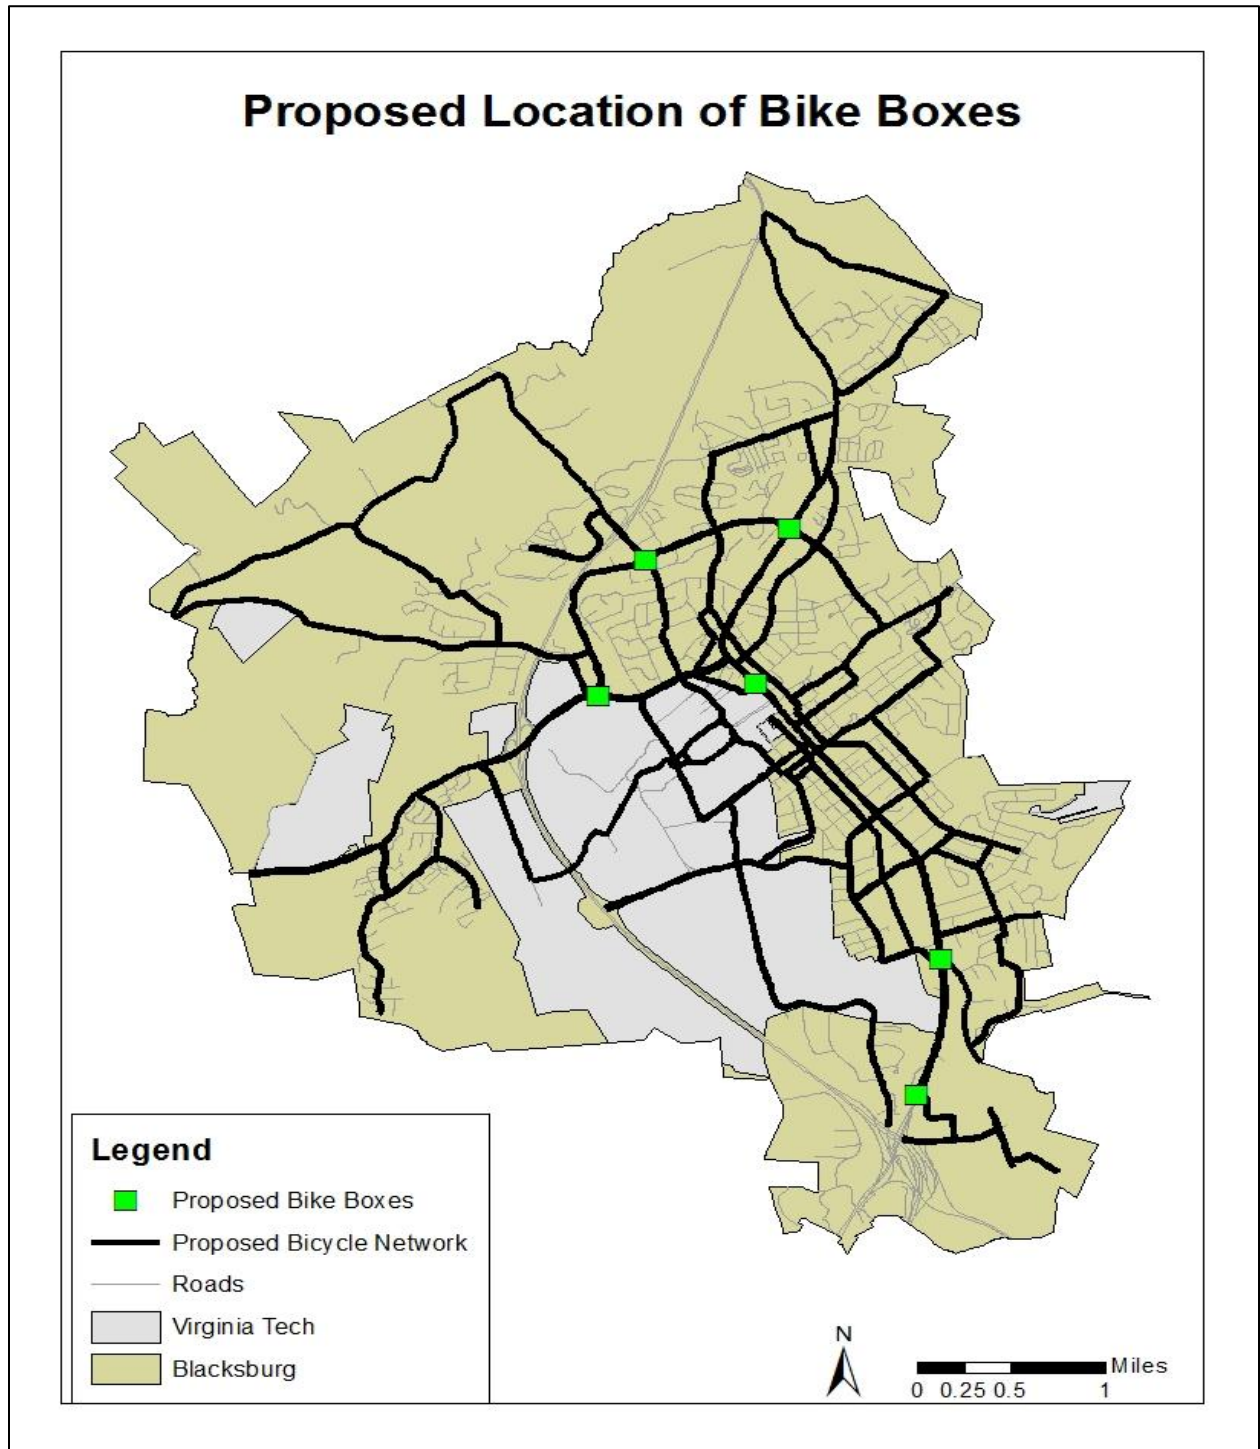 Proposed Location of Bike Boxes
Legend
Proposed Bike Boxes
Proposed Bicycle Network
Roads
Virginia Tech
Blacksburg
N
Miles
0 0.25 0.5 1